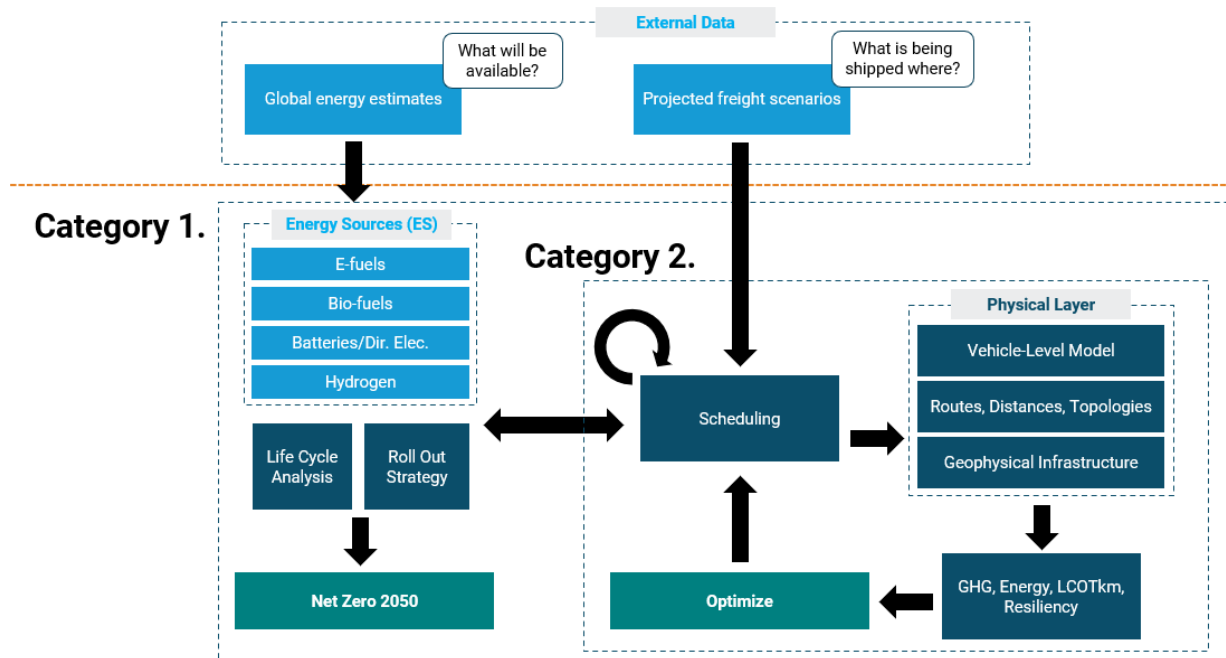 External Data
What will be
available?
What is being
shipped where?
Global energy estimates
Projected freight scenarios
Category 1.
Energy Sources (ES)
E-fuels
Bio-fuels
Batteries/Dir. Elec.
Hydrogen
Life Cycle
Analysis
Roll Out
Strategy
Net Zero 2050
Category 2.
Scheduling
Physical Layer
Vehicle-Level Model
Routes, Distances, Topologies
Geophysical Infrastructure
GHG, Energy, LCOTkm,
Resiliency
Optimize